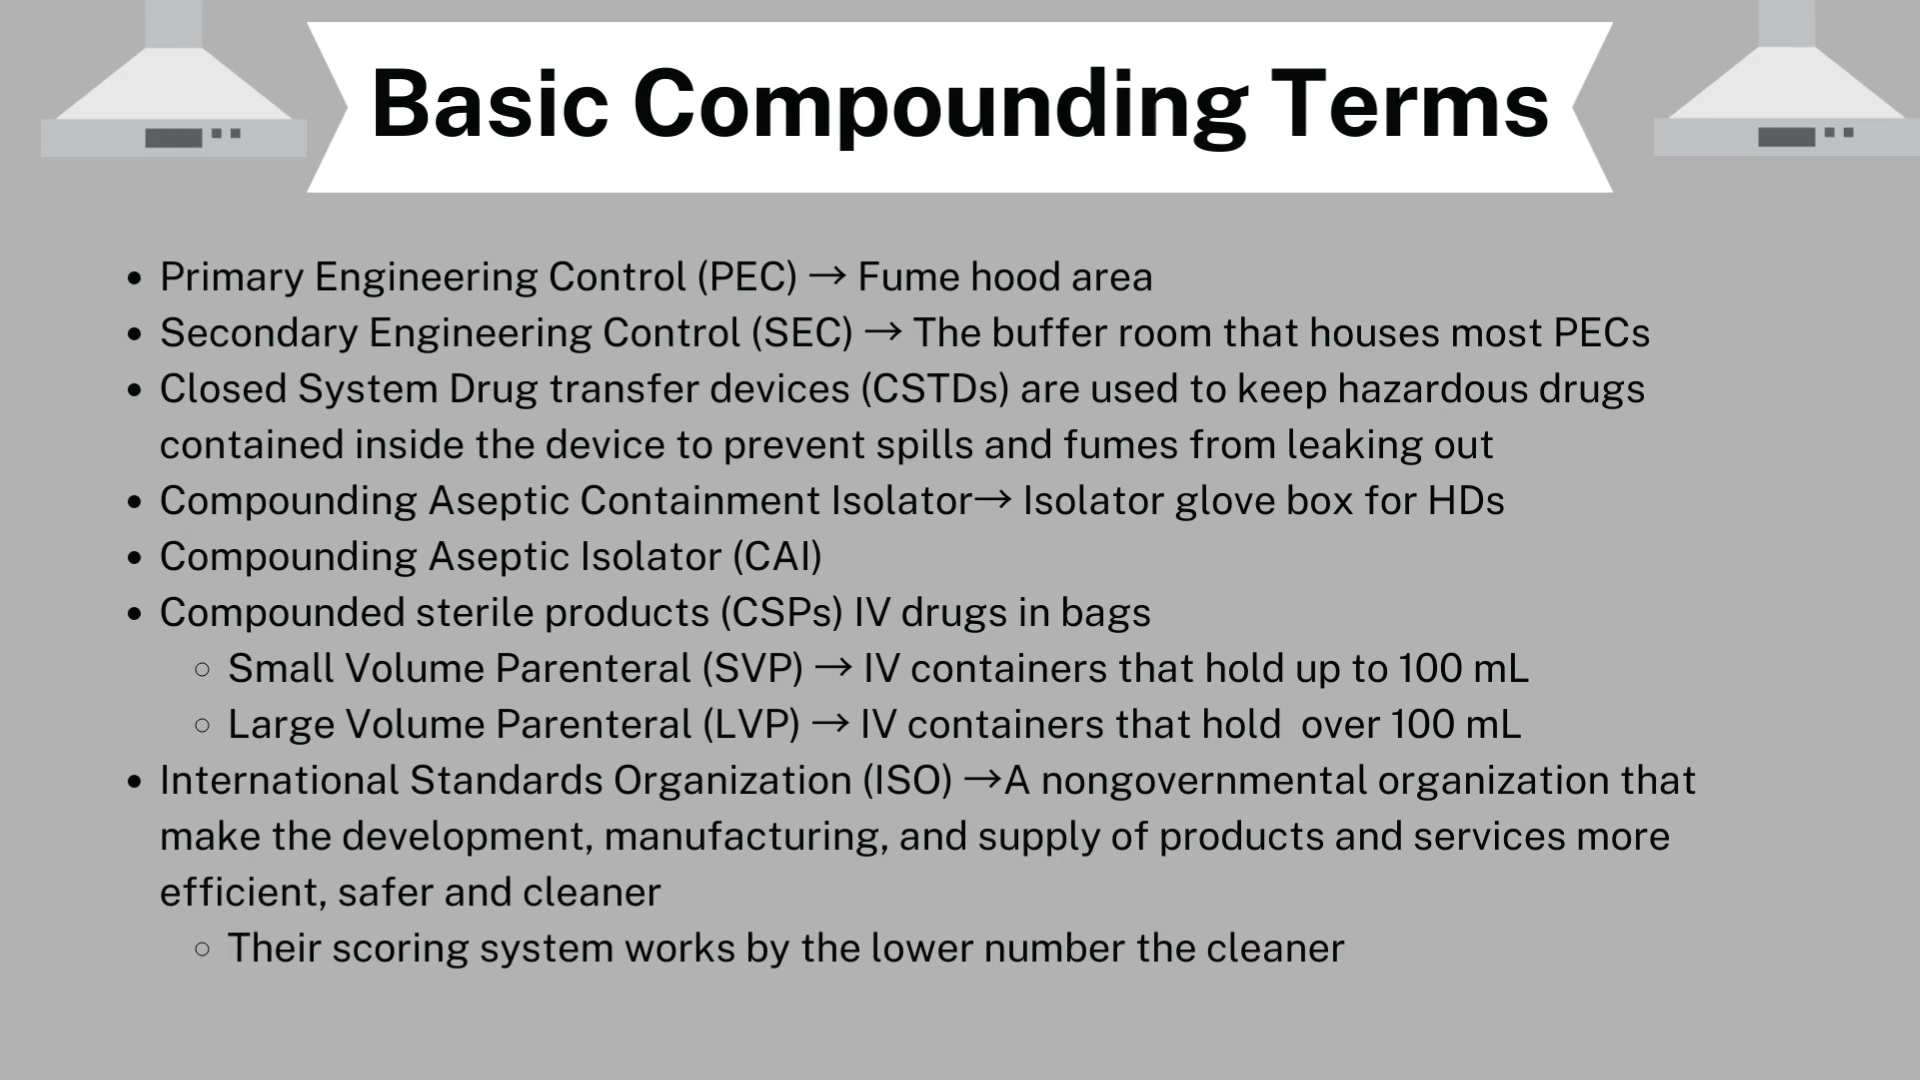 Basic Compounding Terms
• Primary Engineering Control (PEC) → Fume hood area
• Secondary Engineering Control (SEC) → The buffer room that houses most PECs
• Closed System Drug transfer devices (CSTDs) are used to keep hazardous drugs
contained inside the device to prevent spills and fumes from leaking out
• Compounding Aseptic Containment Isolator→ Isolator glove box for HDs
• Compounding Aseptic Isolator (CAI)
• Compounded sterile products (CSPs) IV drugs in bags
◦ Small Volume Parenteral (SVP) → IV containers that hold up to 100 mL
◦ Large Volume Parenteral (LVP) → IV containers that hold  over 100 mL
• International Standards Organization (ISO) →A nongovernmental organization that
make the development, manufacturing, and supply of products and services more
efficient, safer and cleaner
◦ Their scoring system works by the lower number the cleaner